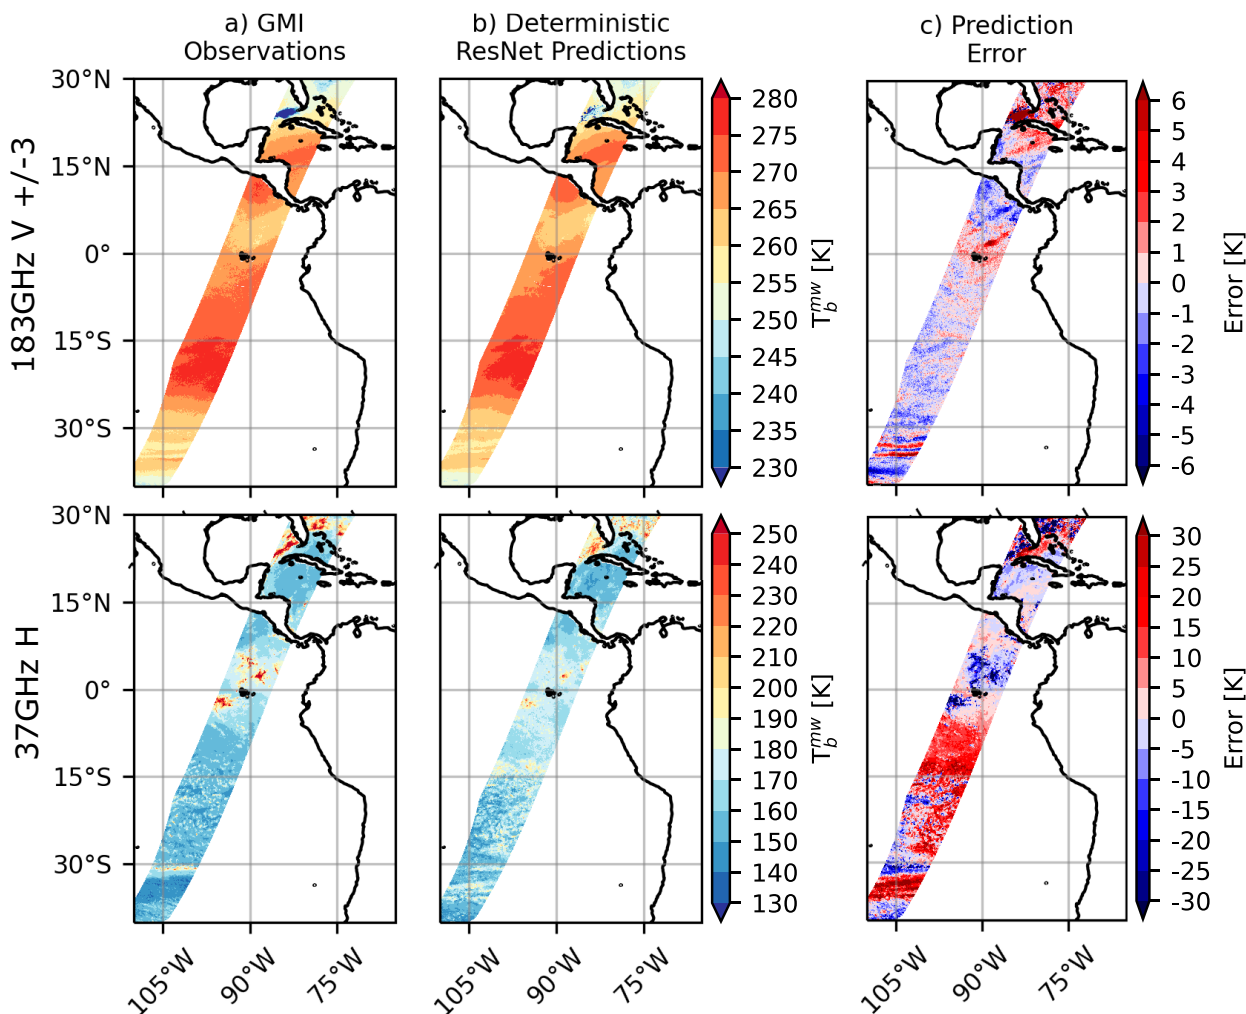 a) GMI
Observations
b) Deterministic
ResNet Predictions
c) Prediction
Error
183GHz V +/-3
30°N
15°N
0°
15°S
30°S
280
275
270
265
260
255
250
245
240
235
230
T_b^mw [K]
6
5
4
3
2
1
0
-1
-2
-3
-4
-5
-6
Error [K]
37GHz H
30°N
15°N
0°
15°S
30°S
105°W
90°W
75°W
105°W
90°W
75°W
250
240
230
220
210
200
190
180
170
160
150
140
130
T_b^mw [K]
105°W
90°W
75°W
30
25
20
15
10
5
0
-5
-10
-15
-20
-25
-30
Error [K]